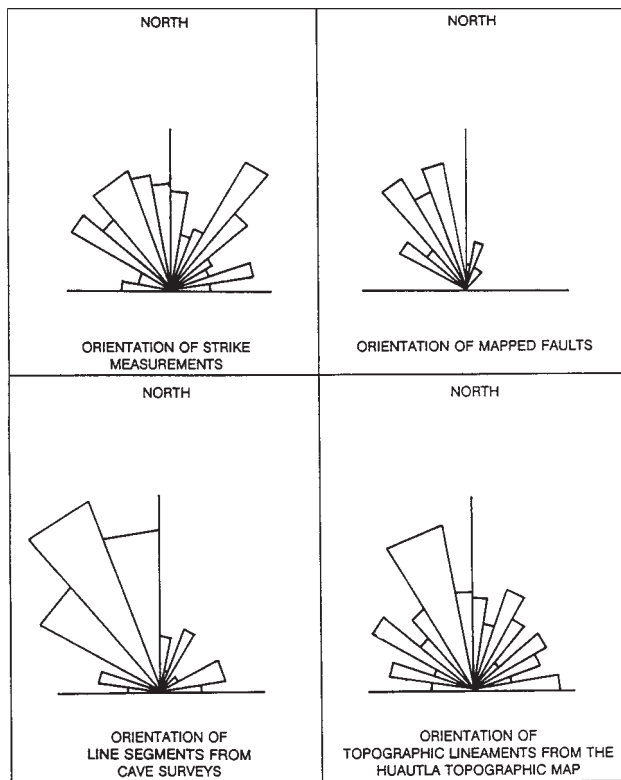 NORTH
ORIENTATION OF STRIKE
MEASUREMENTS
NORTH
ORIENTATION OF MAPPED FAULTS
NORTH
ORIENTATION OF
LINE SEGMENTS FROM
CAVE SURVEYS
NORTH
ORIENTATION OF
TOPOGRAPHIC LINEAMENTS FROM THE
HUAUTLA TOPOGRAPHIC MAP